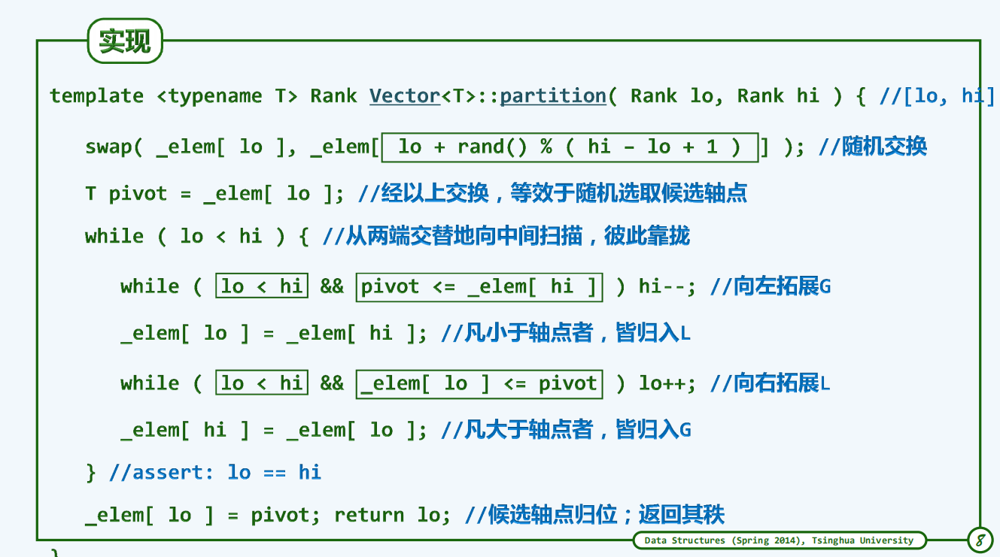 实现
template <typename T> Rank Vector<T>::partition( Rank lo, Rank hi ) { //[lo, hi]
swap( _elem[ lo ], _elem[ lo + rand() % ( hi – lo + 1 ) ] ); //随机交换
T pivot = _elem[ lo ]; //经以上交换，等效于随机选取候选轴点
while ( lo < hi ) { //从两端交替地向中间扫描，彼此靠拢
while ( lo < hi && pivot <= _elem[ hi ] ) hi--; //向左拓展G
_elem[ lo ] = _elem[ hi ]; //凡小于轴点者，皆归入L
while ( lo < hi && _elem[ lo ] <= pivot ) lo++; //向右拓展L
_elem[ hi ] = _elem[ lo ]; //凡大于轴点者，皆归入G
} //assert: lo == hi
_elem[ lo ] = pivot; return lo; //候选轴点归位；返回其秩
}
Data Structures (Spring 2014), Tsinghua University
8